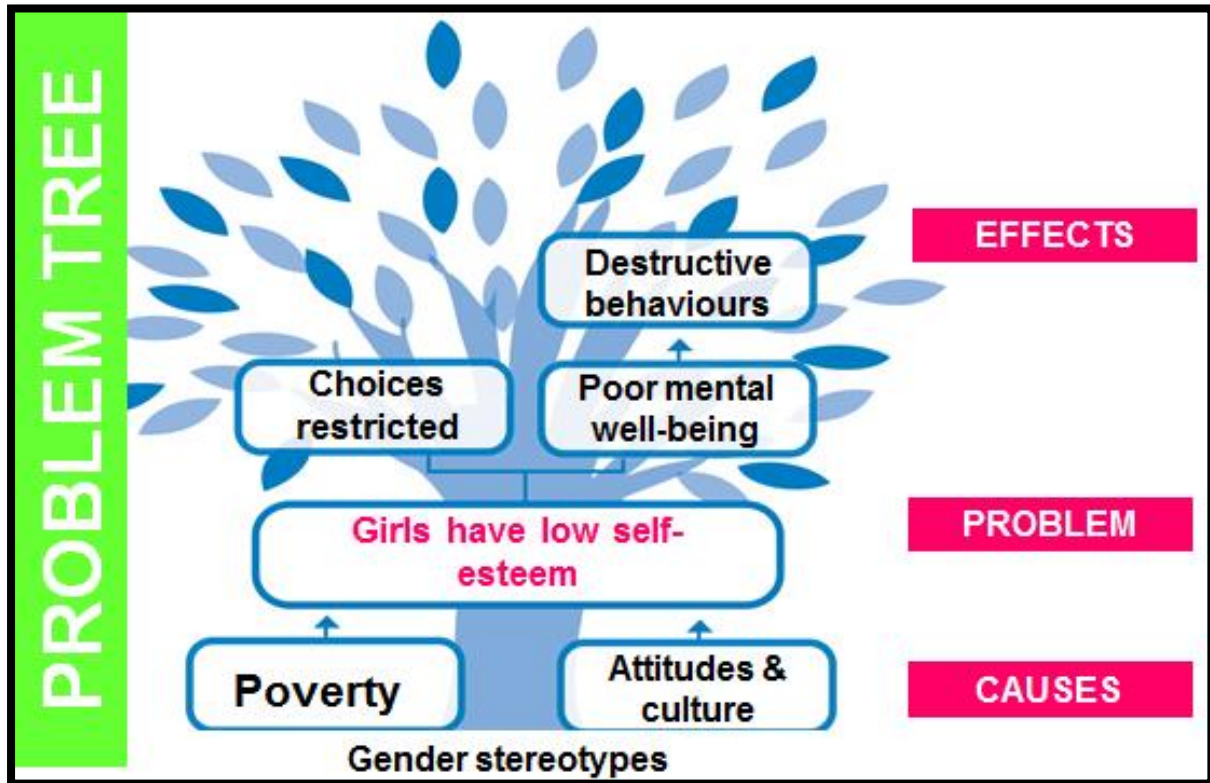 PROBLEM TREE
EFFECTS
Destructive
behaviours
Choices
restricted
Poor mental
well-being
Girls have low self-
esteem
PROBLEM
Poverty
Attitudes &
culture
CAUSES
Gender stereotypes